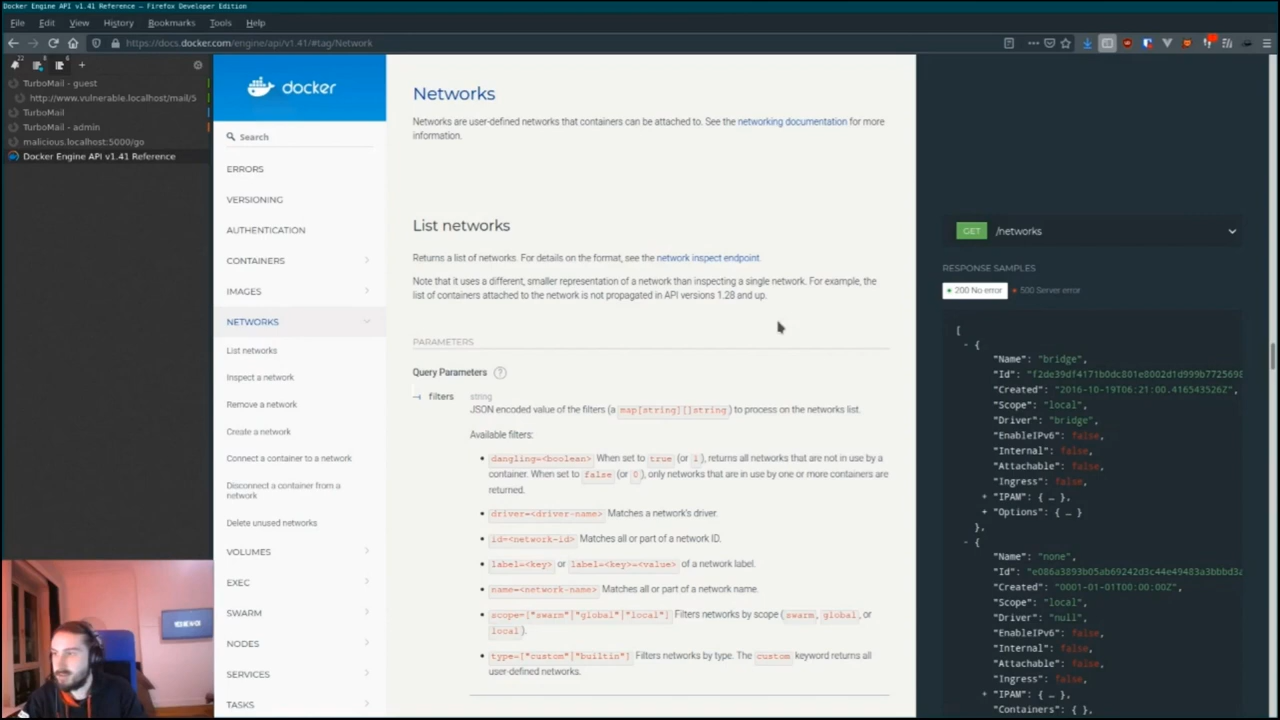 Docker Engine API v1.41 Reference — Firefox Developer Edition
File Edit View History Bookmarks Tools Help
https://docs.docker.com/engine/api/v1.41/#tag/Network
TurboMail - guest
http://www.vulnerable.localhost/mail/5
TurboMail
TurboMail - admin
malicious.localhost:5000/go
Docker Engine API v1.41 Reference
docker
Search
ERRORS
VERSIONING
AUTHENTICATION
CONTAINERS
IMAGES
NETWORKS
List networks
Inspect a network
Remove a network
Create a network
Connect a container to a network
Disconnect a container from a
network
Delete unused networks
VOLUMES
EXEC
SWARM
NODES
SERVICES
TASKS
Networks
Networks are user-defined networks that containers can be attached to. See the networking documentation for more
information.
List networks
Returns a list of networks. For details on the format, see the network inspect endpoint.
Note that it uses a different, smaller representation of a network than inspecting a single network. For example, the
list of containers attached to the network is not propagated in API versions 1.28 and up.
PARAMETERS
Query Parameters ?
filters string
JSON encoded value of the filters (a map[string][]string) to process on the networks list.
Available filters:
dangling=<boolean> When set to true (or 1), returns all networks that are not in use by a
container. When set to false (or 0), only networks that are in use by one or more containers are
returned.
driver=<driver-name> Matches a network's driver.
id=<network-id> Matches all or part of a network ID.
label=<key> or label=<key>=<value> of a network label.
name=<network-name> Matches all or part of a network name.
scope=["swarm"|"global"|"local"] Filters networks by scope (swarm, global, or
local).
type=["custom"|"builtin"] Filters networks by type. The custom keyword returns all
user-defined networks.
GET /networks
RESPONSE SAMPLES
200 No error 500 Server error
[
- {
"Name": "bridge",
"Id": "f2de39df4171b0dc801e8002d1d999b7725698
"Created": "2016-10-19T06:21:00.416543526Z",
"Scope": "local",
"Driver": "bridge",
"EnableIPv6": false,
"Internal": false,
"Attachable": false,
"Ingress": false,
+ "IPAM": { … },
+ "Options": { … }
},
- {
"Name": "none",
"Id": "e086a3893b05ab69242d3c44e49483a3bbbd3a
"Created": "0001-01-01T00:00:00Z",
"Scope": "local",
"Driver": "null",
"EnableIPv6": false,
"Internal": false,
"Attachable": false,
"Ingress": false,
+ "IPAM": { … },
"Containers": { },